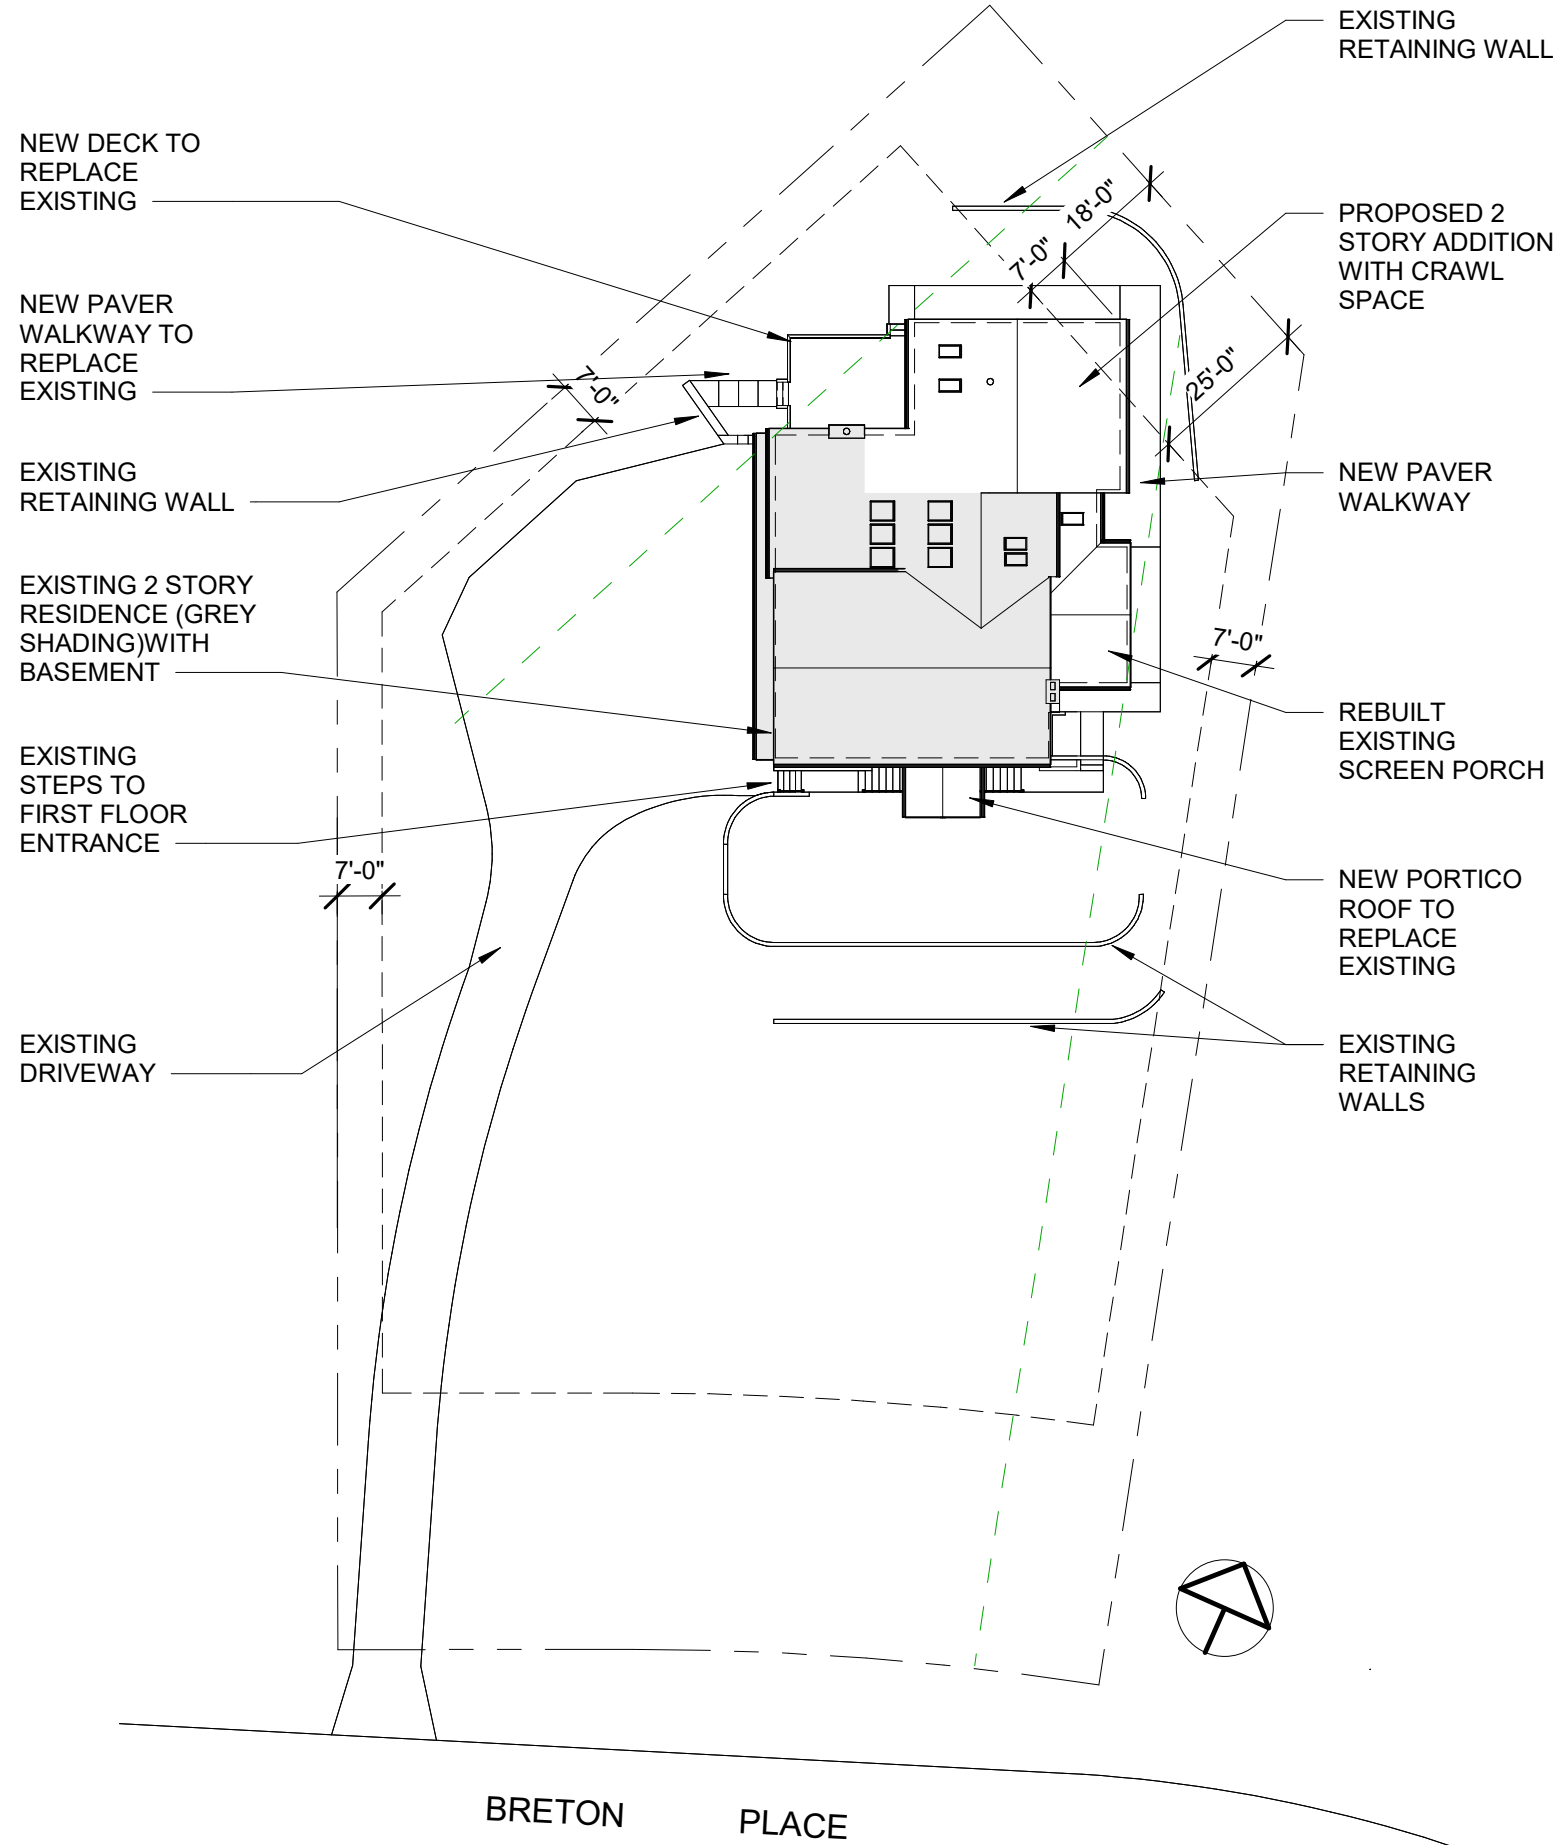 EXISTING
RETAINING WALL
NEW DECK TO
REPLACE
EXISTING
18'-0"
PROPOSED 2
STORY ADDITION
WITH CRAWL
SPACE
7'-0"
NEW PAVER
WALKWAY TO
REPLACE
EXISTING
7'-0"
25'-0"
EXISTING
RETAINING WALL
NEW PAVER
WALKWAY
EXISTING 2 STORY
RESIDENCE (GREY
SHADING)WITH
BASEMENT
7'-0"
REBUILT
EXISTING
SCREEN PORCH
EXISTING
STEPS TO
FIRST FLOOR
ENTRANCE
7'-0"
NEW PORTICO
ROOF TO
REPLACE
EXISTING
EXISTING
DRIVEWAY
EXISTING
RETAINING
WALLS
BRETON PLACE